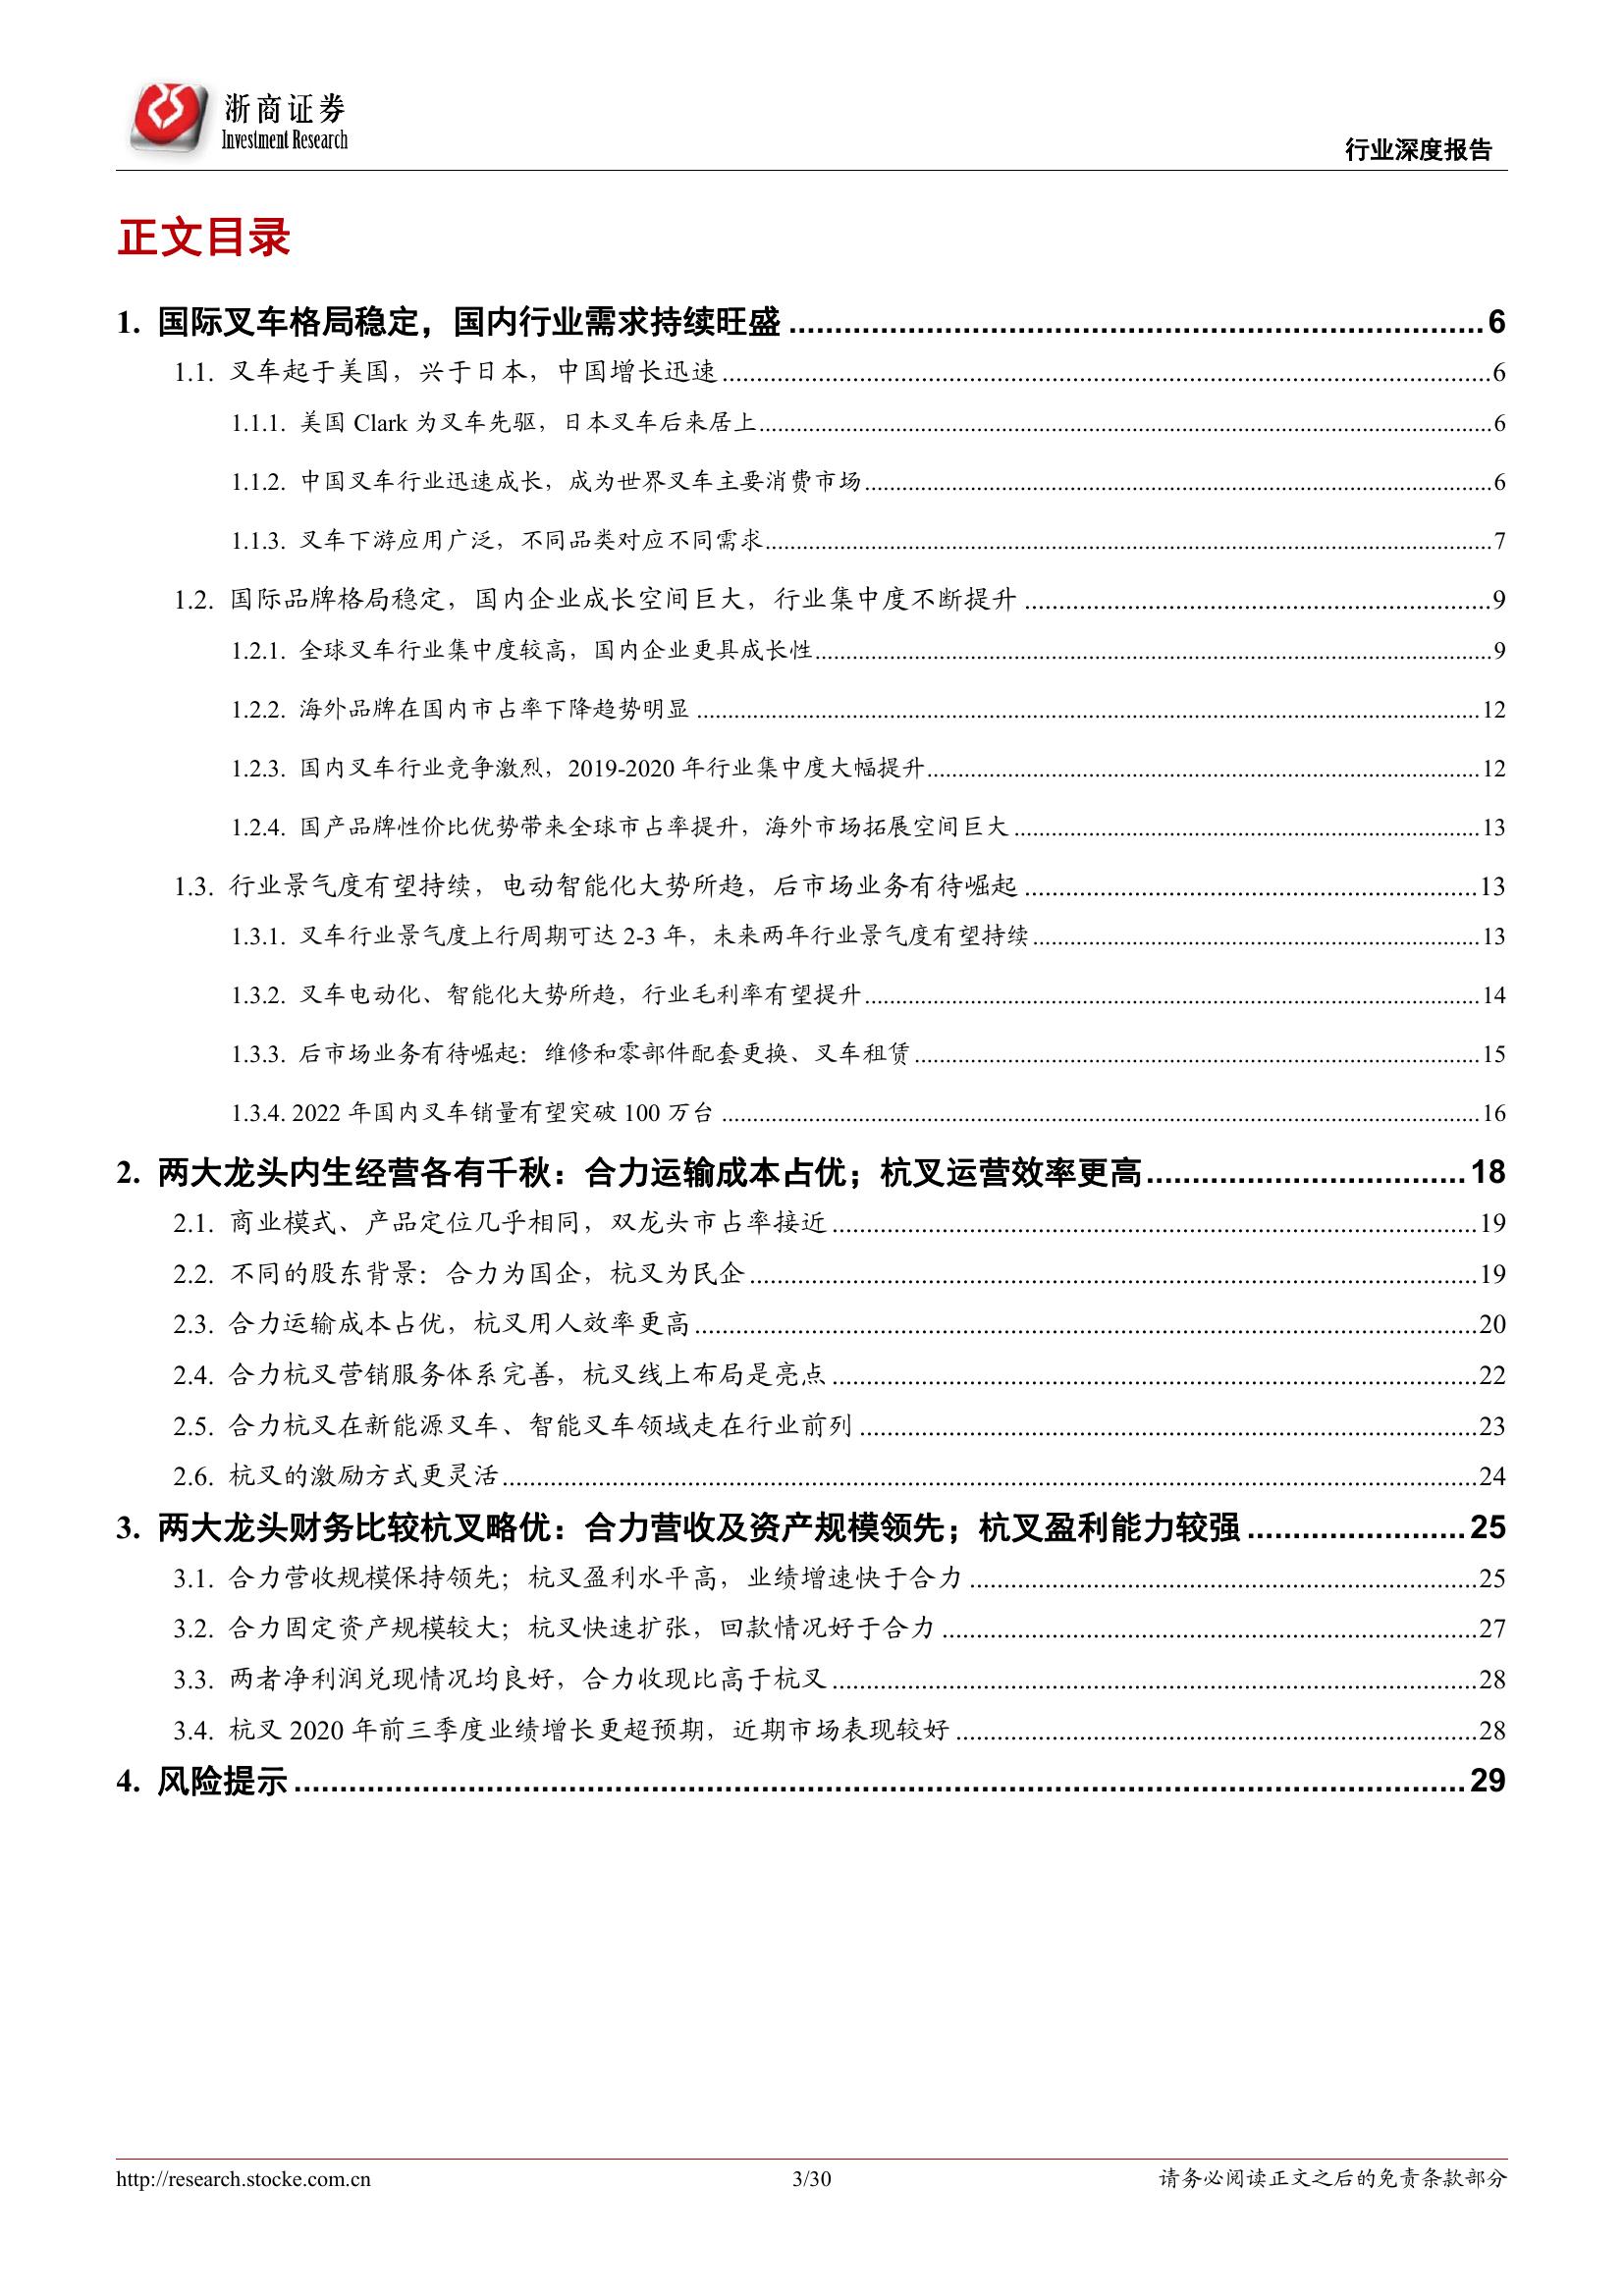 浙商证券
Investment Research
行业深度报告
正文目录
1. 国际叉车格局稳定，国内行业需求持续旺盛 6
1.1. 叉车起于美国，兴于日本，中国增长迅速 6
1.1.1. 美国 Clark 为叉车先驱，日本叉车后来居上 6
1.1.2. 中国叉车行业迅速成长，成为世界叉车主要消费市场 6
1.1.3. 叉车下游应用广泛，不同品类对应不同需求 7
1.2. 国际品牌格局稳定，国内企业成长空间巨大，行业集中度不断提升 9
1.2.1. 全球叉车行业集中度较高，国内企业更具成长性 9
1.2.2. 海外品牌在国内市占率下降趋势明显 12
1.2.3. 国内叉车行业竞争激烈，2019-2020 年行业集中度大幅提升 12
1.2.4. 国产品牌性价比优势带来全球市占率提升，海外市场拓展空间巨大 13
1.3. 行业景气度有望持续，电动智能化大势所趋，后市场业务有待崛起 13
1.3.1. 叉车行业景气度上行周期可达 2-3 年，未来两年行业景气度有望持续 13
1.3.2. 叉车电动化、智能化大势所趋，行业毛利率有望提升 14
1.3.3. 后市场业务有待崛起：维修和零部件配套更换、叉车租赁 15
1.3.4. 2022 年国内叉车销量有望突破 100 万台 16
2. 两大龙头内生经营各有千秋：合力运输成本占优；杭叉运营效率更高 18
2.1. 商业模式、产品定位几乎相同，双龙头市占率接近 19
2.2. 不同的股东背景：合力为国企，杭叉为民企 19
2.3. 合力运输成本占优，杭叉用人效率更高 20
2.4. 合力杭叉营销服务体系完善，杭叉线上布局是亮点 22
2.5. 合力杭叉在新能源叉车、智能叉车领域走在行业前列 23
2.6. 杭叉的激励方式更灵活 24
3. 两大龙头财务比较杭叉略优：合力营收及资产规模领先；杭叉盈利能力较强 25
3.1. 合力营收规模保持领先；杭叉盈利水平高，业绩增速快于合力 25
3.2. 合力固定资产规模较大；杭叉快速扩张，回款情况好于合力 27
3.3. 两者净利润兑现情况均良好，合力收现比高于杭叉 28
3.4. 杭叉 2020 年前三季度业绩增长更超预期，近期市场表现较好 28
4. 风险提示 29
http://research.stocke.com.cn 3/30 请务必阅读正文之后的免责条款部分